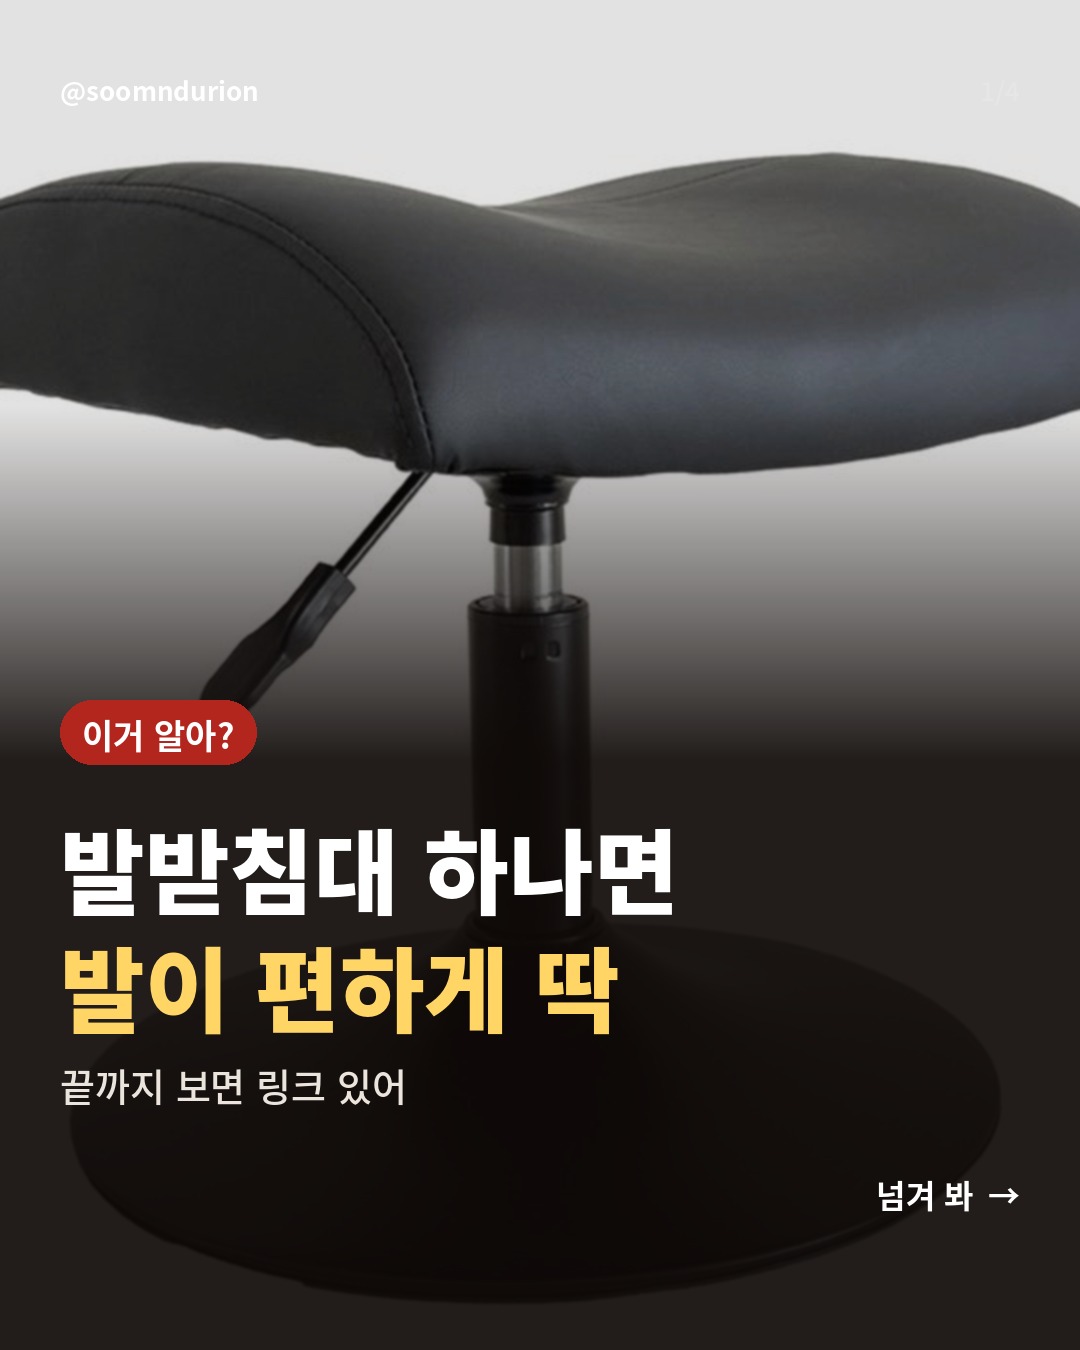 @soomndurion
1/4
이거 알아?
발받침대 하나면
발이 편하게 딱
끝까지 보면 링크 있어
넘겨 봐 →